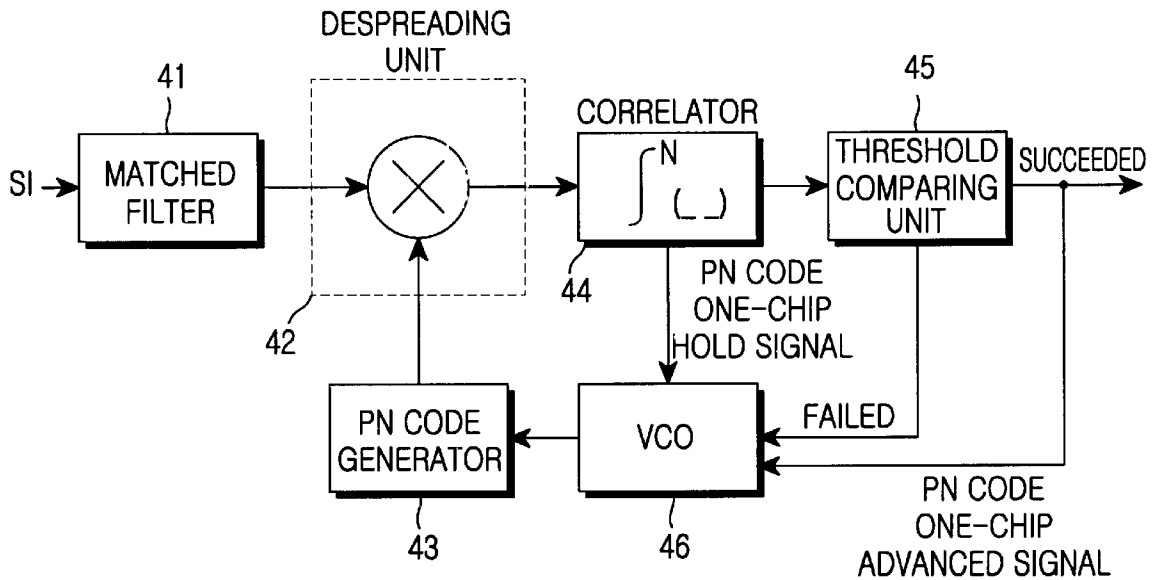 DESPREADING
UNIT
41
45
CORRELATOR
SI
MATCHED
FILTER
N
( _ _ )
THRESHOLD
COMPARING
UNIT
SUCCEEDED
42
44
PN CODE
ONE-CHIP
HOLD SIGNAL
PN CODE
GENERATOR
VCO
FAILED
43
46
PN CODE
ONE-CHIP
ADVANCED SIGNAL